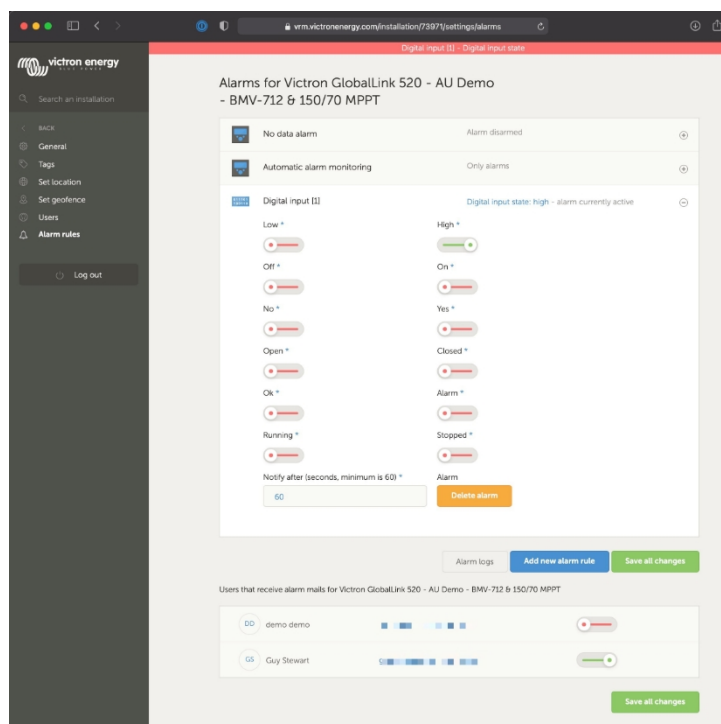 vrm.victronenergy.com/installation/73971/settings/alarms
Digital input [1] - Digital input state
victron energy
BLUE POWER
Search an installation
BACK
General
Tags
Set location
Set geofence
Users
Alarm rules
Log out
Alarms for Victron GlobalLink 520 - AU Demo
- BMV-712 & 150/70 MPPT
No data alarm Alarm disarmed
Automatic alarm monitoring Only alarms
Digital input [1] Digital input state: high - alarm currently active
Low * High *
Off * On *
No * Yes *
Open * Closed *
Ok * Alarm *
Running * Stopped *
Notify after (seconds, minimum is 60) * Alarm
60 Delete alarm
Alarm logs Add new alarm rule Save all changes
Users that receive alarm mails for Victron GlobalLink 520 - AU Demo - BMV-712 & 150/70 MPPT
DD demo demo
GS Guy Stewart
Save all changes